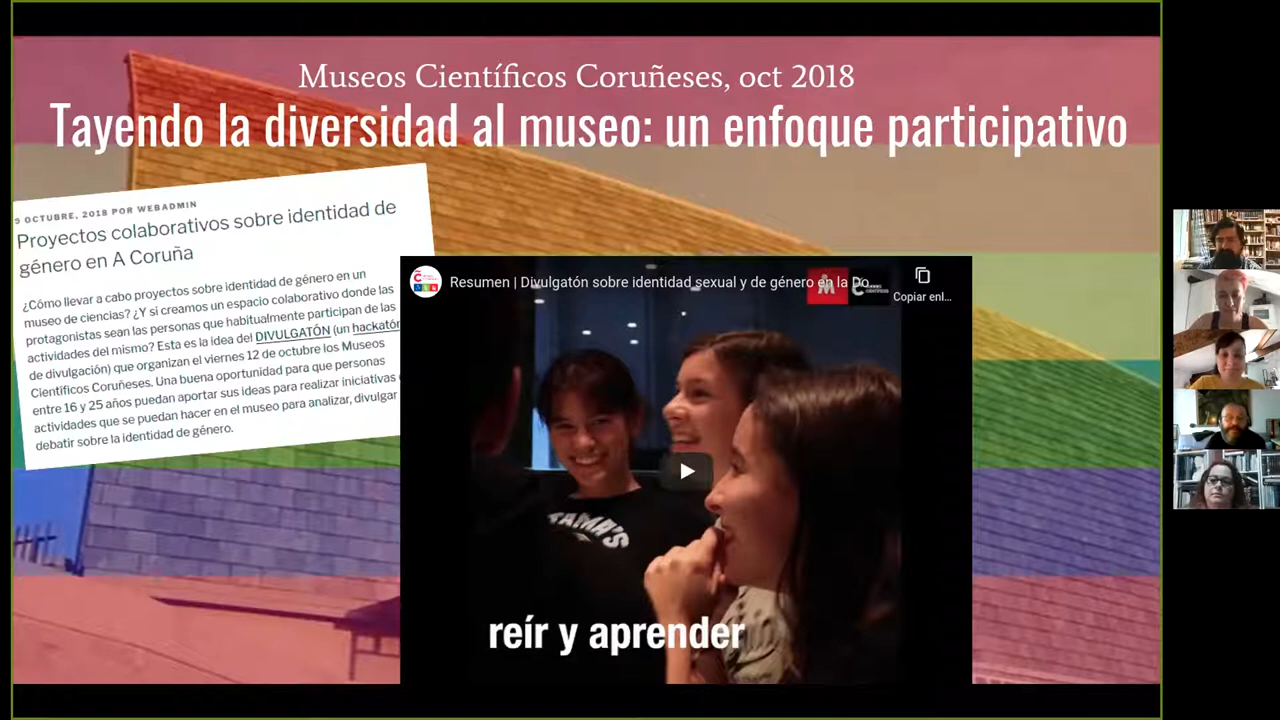 Museos Científicos Coruñeses, oct 2018
Tayendo la diversidad al museo: un enfoque participativo
9 OCTUBRE, 2018 POR WEBADMIN
Proyectos colaborativos sobre identidad de
género en A Coruña
¿Cómo llevar a cabo proyectos sobre identidad de género en un
museo de ciencias? ¿Y si creamos un espacio colaborativo donde las
protagonistas sean las personas que habitualmente participan de las
actividades del mismo? Esta es la idea del DIVULGATÓN (un hackatón
de divulgación) que organizan el viernes 12 de octubre los Museos
Científicos Coruñeses. Una buena oportunidad para que personas
entre 16 y 25 años puedan aportar sus ideas para realizar iniciativas
actividades que se puedan hacer en el museo para analizar, divulgar
debatir sobre la identidad de género.
Resumen | Divulgatón sobre identidad sexual y de género en la Do
Copiar enl...
TAMH'S
reír y aprender